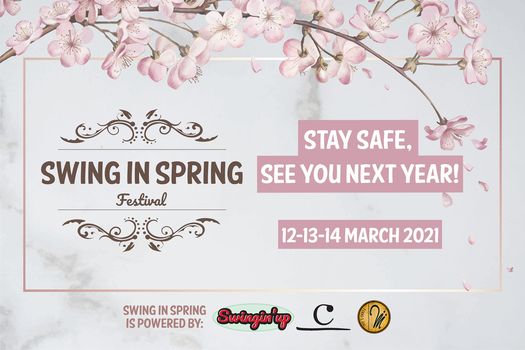 SWING IN SPRING
Festival
STAY SAFE,
SEE YOU NEXT YEAR!
12-13-14 MARCH 2021
SWING IN SPRING
IS POWERED BY:
Swingin'up
C